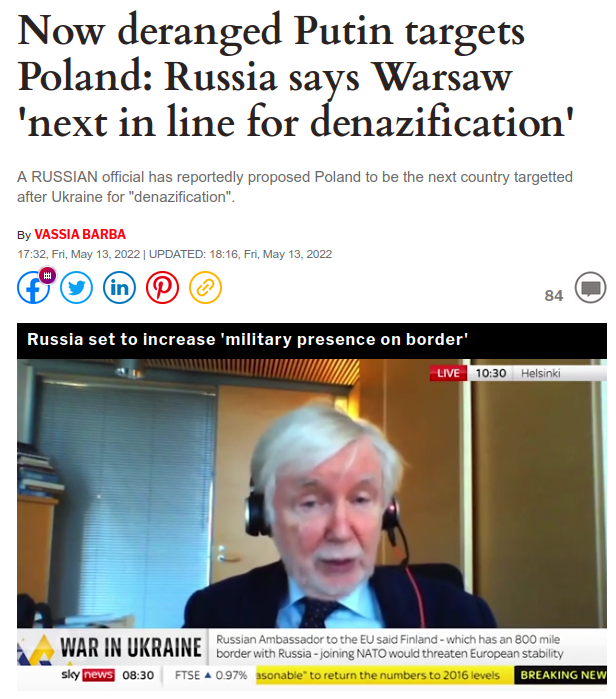 Now deranged Putin targets
Poland: Russia says Warsaw
'next in line for denazification'
A RUSSIAN official has reportedly proposed Poland to be the next country targetted
after Ukraine for "denazification".
By VASSIA BARBA
17:32, Fri, May 13, 2022 | UPDATED: 18:16, Fri, May 13, 2022
84
Russia set to increase 'military presence on border'
LIVE 10:30 Helsinki
WAR IN UKRAINE
Russian Ambassador to the EU said Finland - which has an 800 mile
border with Russia - joining NATO would threaten European stability
sky news 08:30 FTSE ▲ 0.97% asonable" to return the numbers to 2016 levels BREAKING NEW